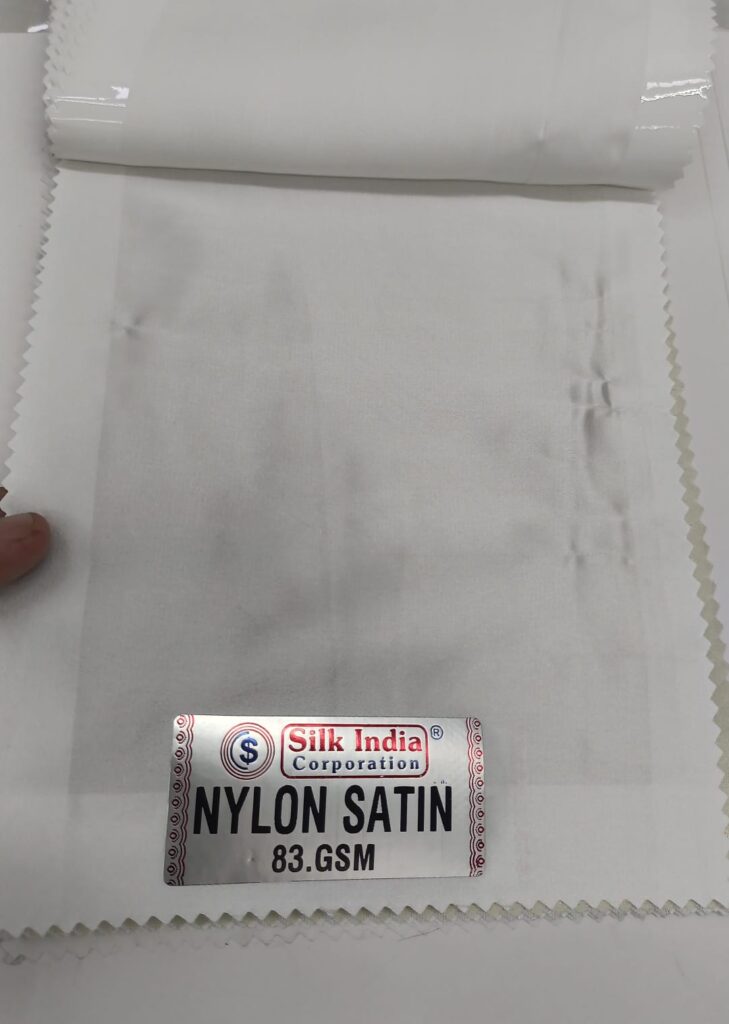 $
Silk India ®
Corporation
NYLON SATIN
83.GSM